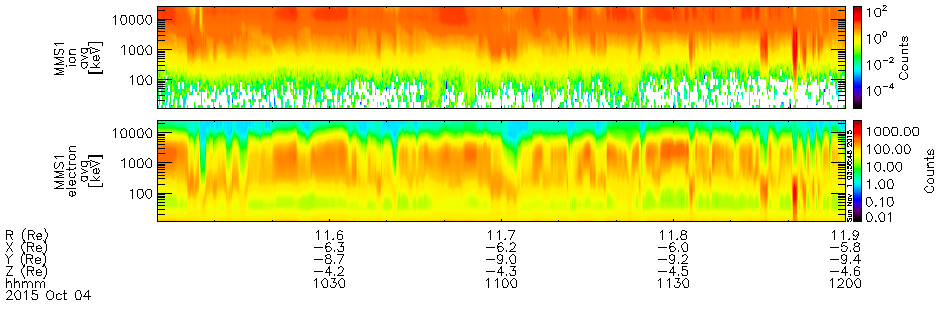 MMS1
ion
avg
[keV]
10000
1000
100
10^2
10^0
10^-2
10^-4
Counts
MMS1
electron
avg
[keV]
10000
1000
100
1000.00
100.00
10.00
1.00
0.10
0.01
Counts
R (Re) 11.6 11.7 11.8 11.9
X (Re) −6.3 −6.2 −6.0 −5.8
Y (Re) −8.7 −9.0 −9.2 −9.4
Z (Re) −4.2 −4.3 −4.5 −4.6
hhmm 1030 1100 1130 1200
2015 Oct 04